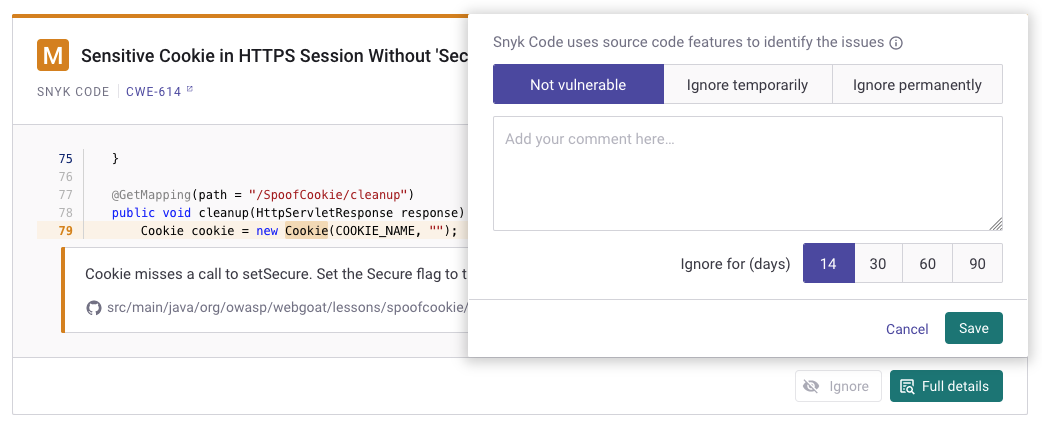 M Sensitive Cookie in HTTPS Session Without 'Sec
SNYK CODE CWE-614
75 }
76
77 @GetMapping(path = "/SpoofCookie/cleanup")
78 public void cleanup(HttpServletResponse response)
79 Cookie cookie = new Cookie(COOKIE_NAME, "");
Cookie misses a call to setSecure. Set the Secure flag to t
src/main/java/org/owasp/webgoat/lessons/spoofcookie/
Snyk Code uses source code features to identify the issues
Not vulnerable Ignore temporarily Ignore permanently
Add your comment here…
Ignore for (days) 14 30 60 90
Cancel Save
Ignore Full details